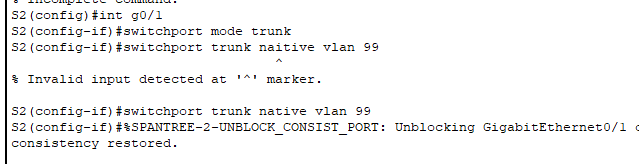 % Incomplete command.
S2(config)#int g0/1
S2(config-if)#switchport mode trunk
S2(config-if)#switchport trunk naitive vlan 99
^
% Invalid input detected at '^' marker.
S2(config-if)#switchport trunk native vlan 99
S2(config-if)#%SPANTREE-2-UNBLOCK_CONSIST_PORT: Unblocking GigabitEthernet0/1
consistency restored.